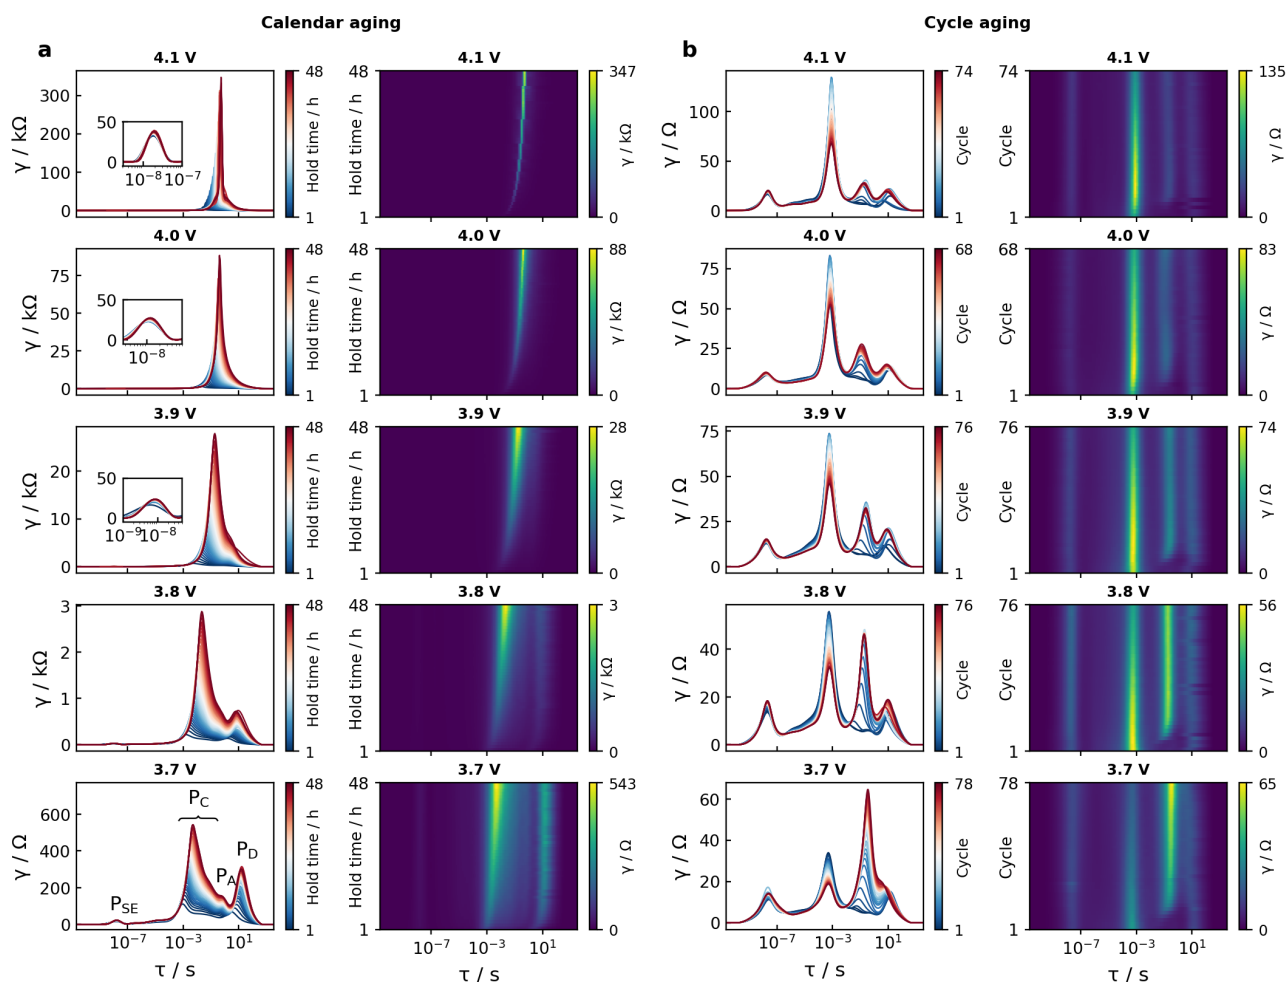 Calendar aging
Cycle aging
a
b
4.1 V
4.1 V
4.1 V
4.1 V
γ / kΩ
300
200
100
0
50
0
10⁻⁸ 10⁻⁷
48
Hold time / h
1
48
Hold time / h
1
347
γ / kΩ
0
γ / Ω
100
50
0
74
Cycle
1
74
Cycle
1
135
γ / Ω
0
4.0 V
4.0 V
4.0 V
4.0 V
γ / kΩ
75
50
25
0
50
0
10⁻⁸
48
Hold time / h
1
48
Hold time / h
1
88
γ / kΩ
0
γ / Ω
75
50
25
0
68
Cycle
1
68
Cycle
1
83
γ / Ω
0
3.9 V
3.9 V
3.9 V
3.9 V
γ / kΩ
20
10
0
50
0
10⁻⁹ 10⁻⁸
48
Hold time / h
1
48
Hold time / h
1
28
γ / kΩ
0
γ / Ω
75
50
25
0
76
Cycle
1
76
Cycle
1
74
γ / Ω
0
3.8 V
3.8 V
3.8 V
3.8 V
γ / kΩ
3
2
1
0
48
Hold time / h
1
48
Hold time / h
1
3
γ / kΩ
0
γ / Ω
40
20
0
76
Cycle
1
76
Cycle
1
56
γ / Ω
0
3.7 V
3.7 V
3.7 V
3.7 V
γ / Ω
600
400
200
0
P_C
P_A
P_D
P_SE
48
Hold time / h
1
48
Hold time / h
1
543
γ / Ω
0
γ / Ω
60
40
20
0
78
Cycle
1
78
Cycle
1
65
γ / Ω
0
10⁻⁷ 10⁻³ 10¹
10⁻⁷ 10⁻³ 10¹
10⁻⁷ 10⁻³ 10¹
10⁻⁷ 10⁻³ 10¹
τ / s
τ / s
τ / s
τ / s